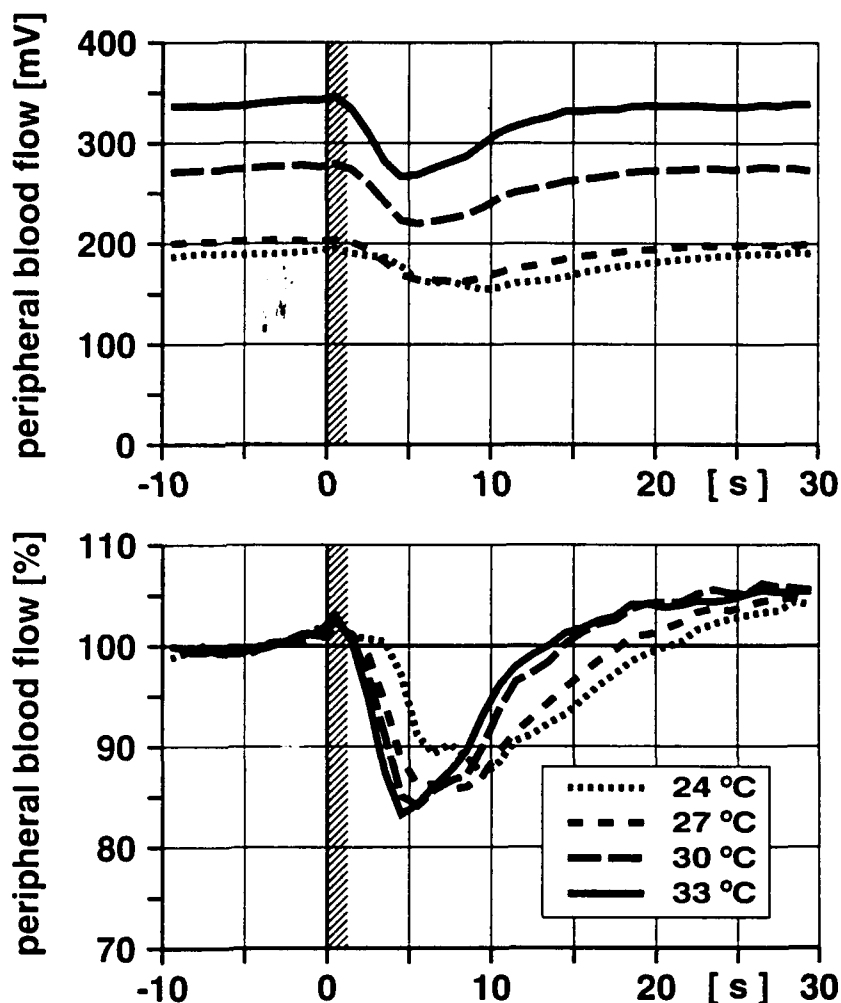 peripheral blood flow [mV]
400
300
200
100
0
-10 0 10 20 [ s ] 30
peripheral blood flow [%]
110
100
90
80
70
24 °C
27 °C
30 °C
33 °C
-10 0 10 20 [ s ] 30